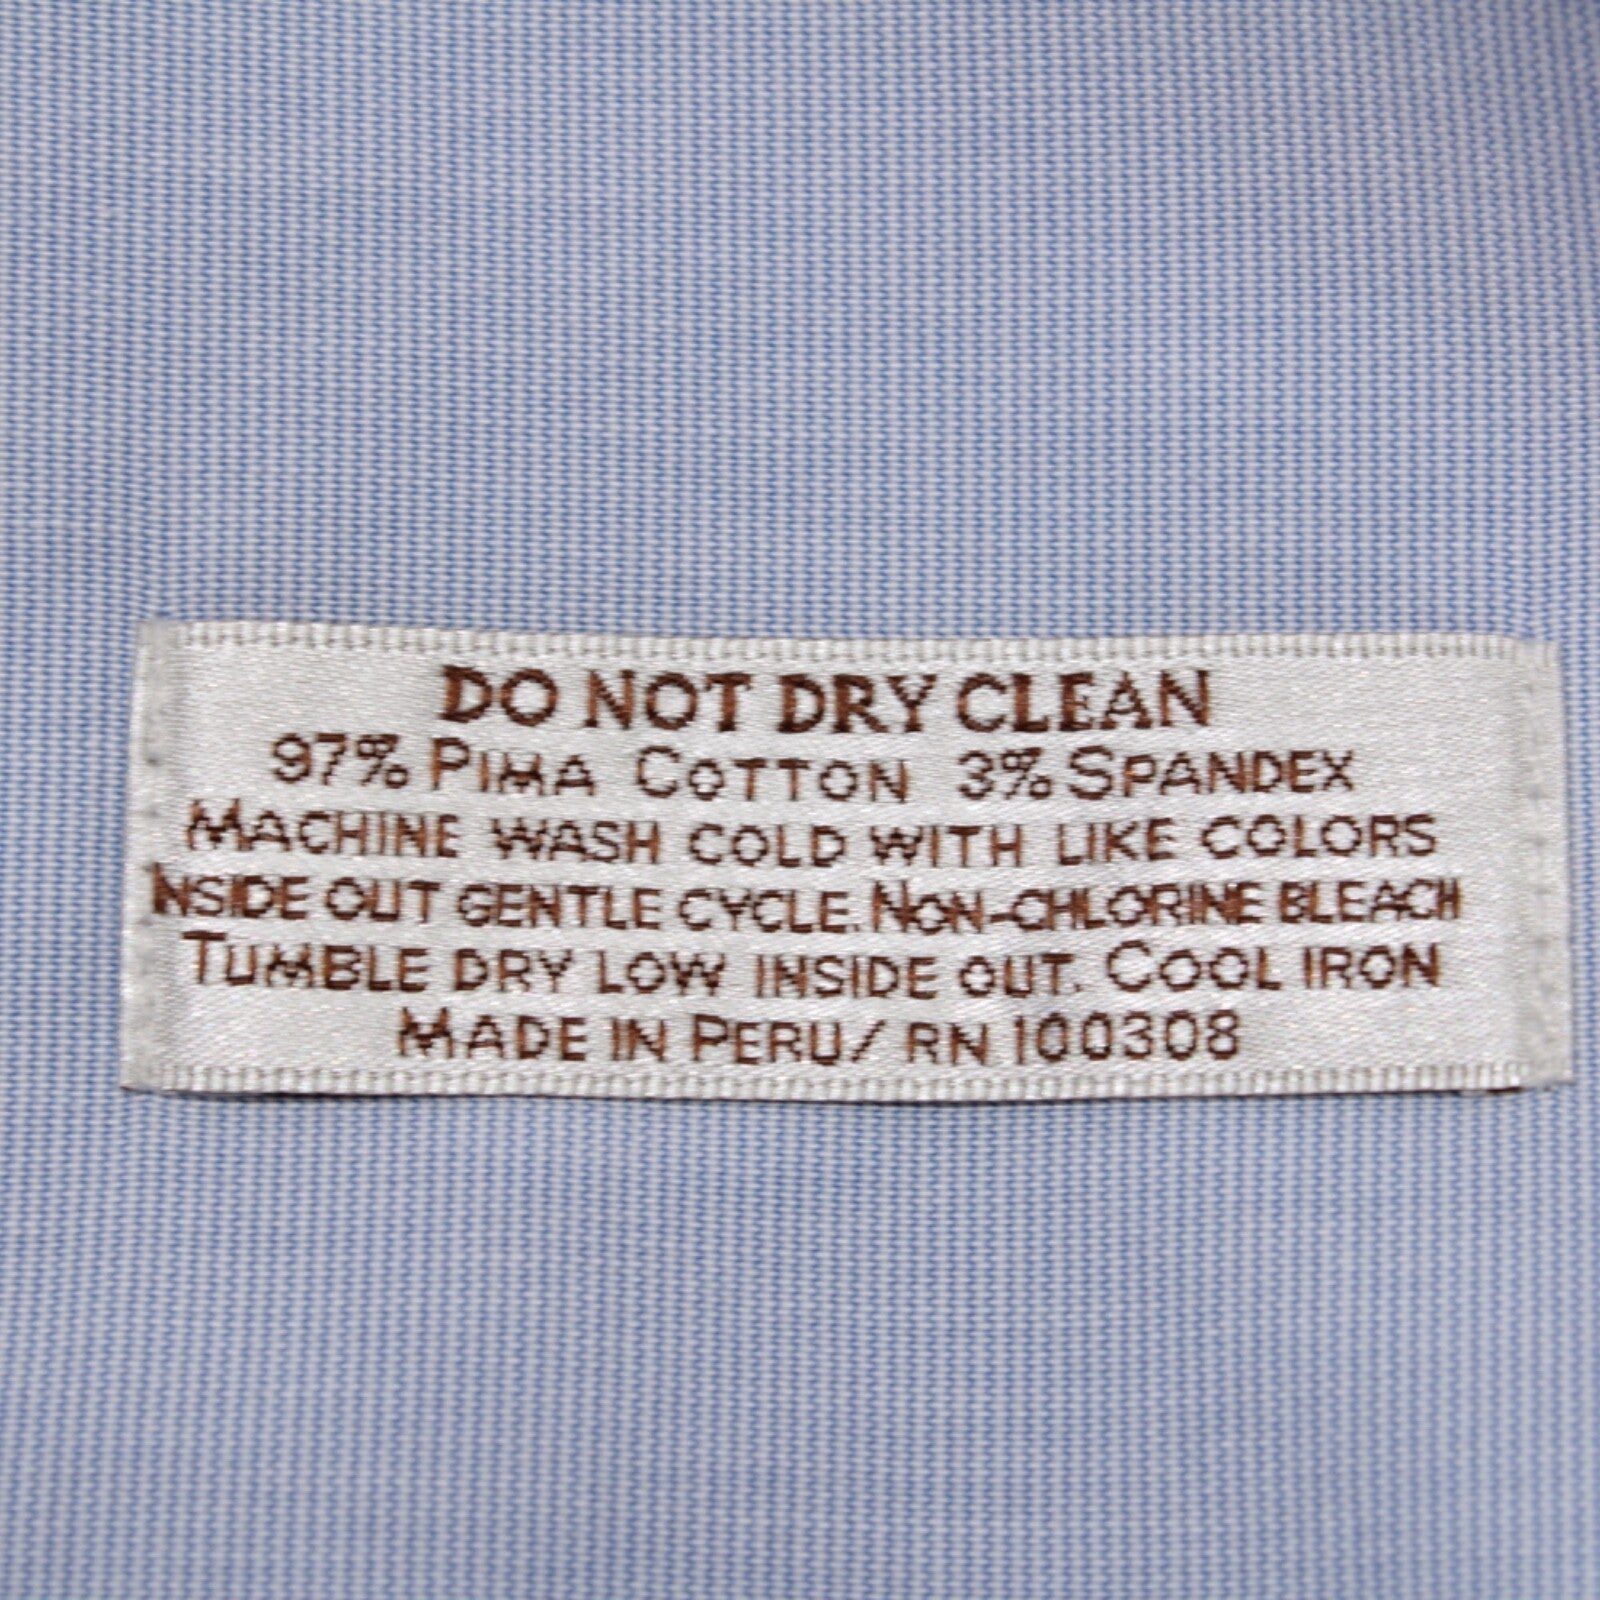 DO NOT DRY CLEAN
97% PIMA COTTON 3% SPANDEX
MACHINE WASH COLD WITH LIKE COLORS
INSIDE OUT GENTLE CYCLE. NON-CHLORINE BLEACH
TUMBLE DRY LOW INSIDE OUT. COOL IRON
MADE IN PERU/ RN 100308